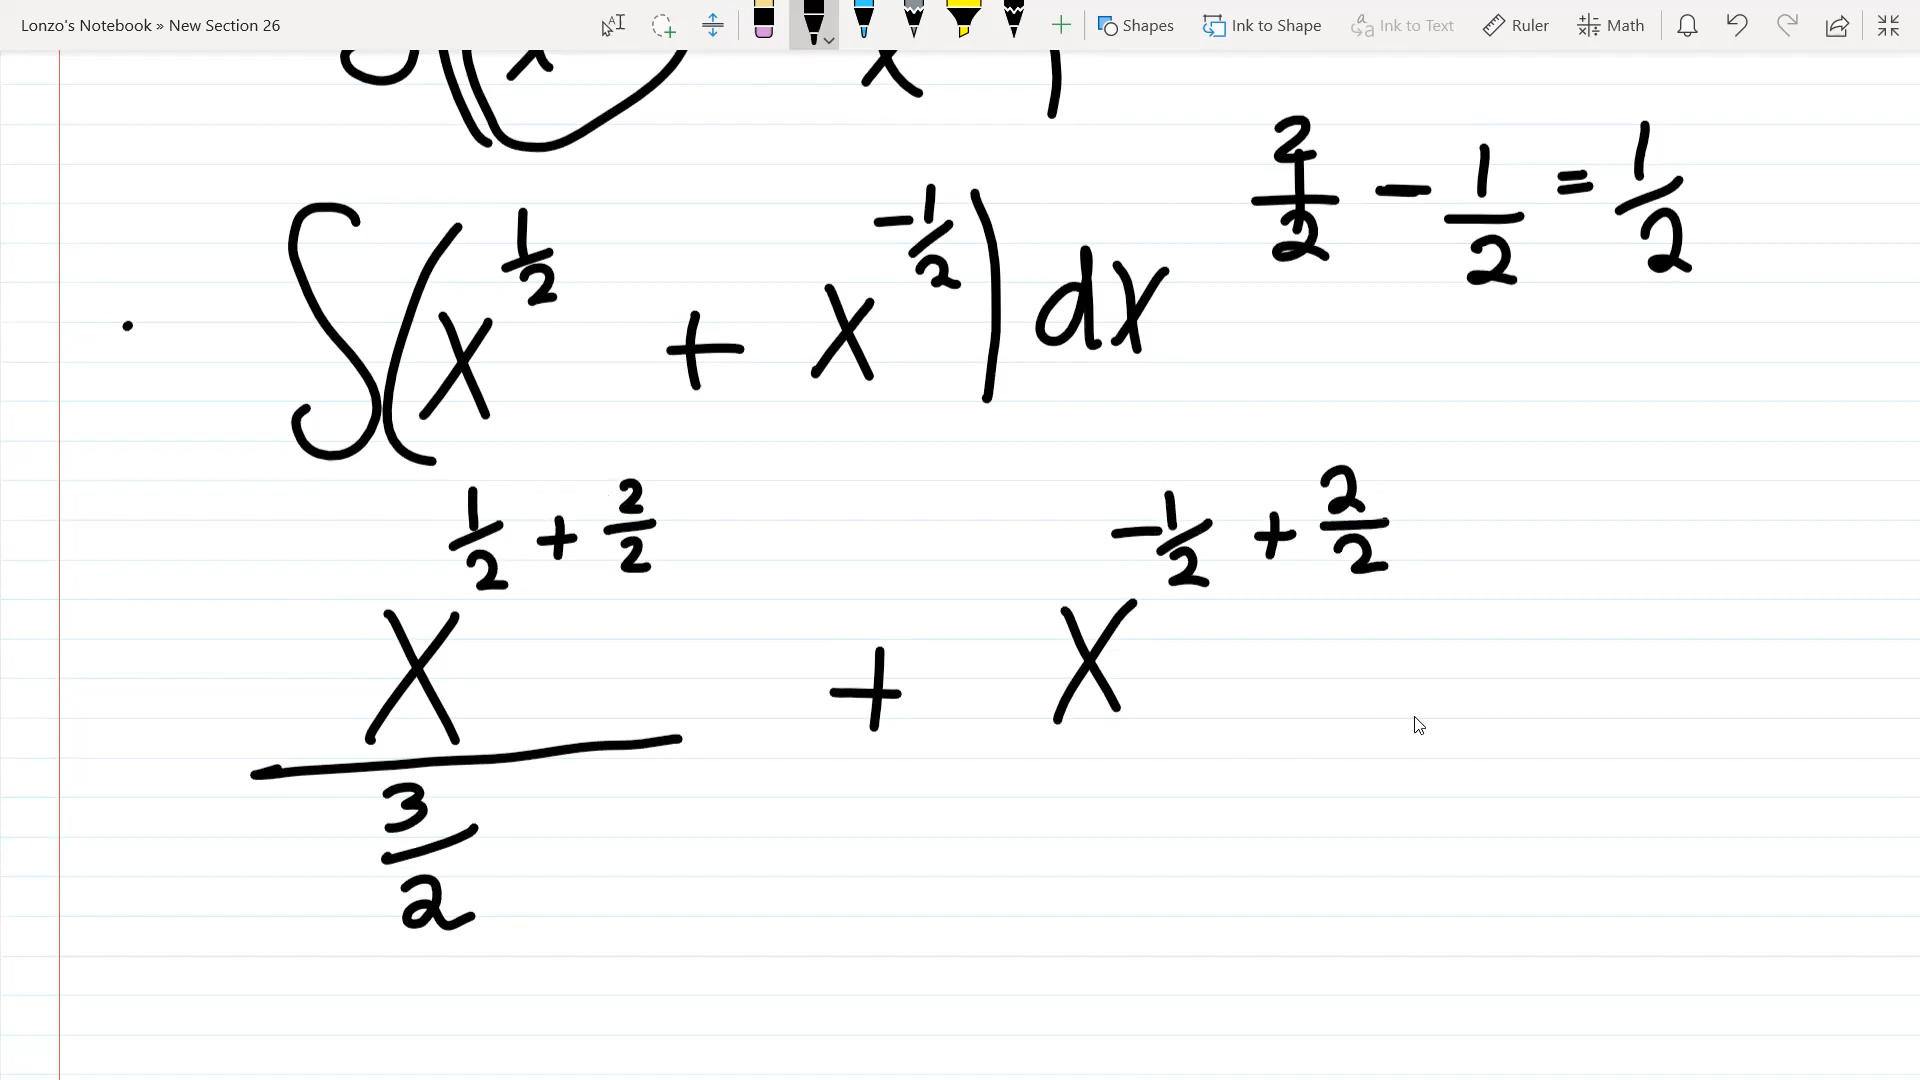 Lonzo's Notebook » New Section 26
Shapes Ink to Shape Ink to Text Ruler Math
∫(x^{1/2} + x^{-1/2}) dx
2/2 - 1/2 = 1/2
x^{1/2 + 2/2} + x^{-1/2 + 2/2}
3
2